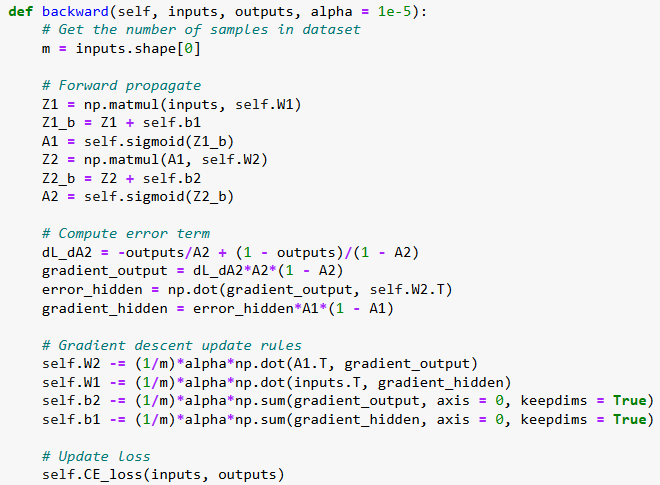 def backward(self, inputs, outputs, alpha = 1e-5):
    # Get the number of samples in dataset
    m = inputs.shape[0]

    # Forward propagate
    Z1 = np.matmul(inputs, self.W1)
    Z1_b = Z1 + self.b1
    A1 = self.sigmoid(Z1_b)
    Z2 = np.matmul(A1, self.W2)
    Z2_b = Z2 + self.b2
    A2 = self.sigmoid(Z2_b)

    # Compute error term
    dL_dA2 = -outputs/A2 + (1 - outputs)/(1 - A2)
    gradient_output = dL_dA2*A2*(1 - A2)
    error_hidden = np.dot(gradient_output, self.W2.T)
    gradient_hidden = error_hidden*A1*(1 - A1)

    # Gradient descent update rules
    self.W2 -= (1/m)*alpha*np.dot(A1.T, gradient_output)
    self.W1 -= (1/m)*alpha*np.dot(inputs.T, gradient_hidden)
    self.b2 -= (1/m)*alpha*np.sum(gradient_output, axis = 0, keepdims = True)
    self.b1 -= (1/m)*alpha*np.sum(gradient_hidden, axis = 0, keepdims = True)

    # Update loss
    self.CE_loss(inputs, outputs)